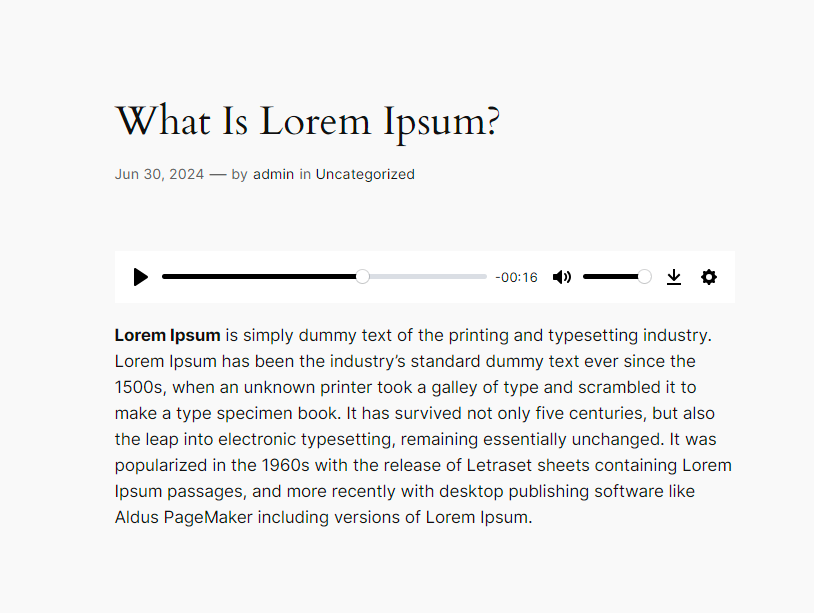 What Is Lorem Ipsum?
Jun 30, 2024 — by admin in Uncategorized
-00:16
Lorem Ipsum is simply dummy text of the printing and typesetting industry.
Lorem Ipsum has been the industry’s standard dummy text ever since the
1500s, when an unknown printer took a galley of type and scrambled it to
make a type specimen book. It has survived not only five centuries, but also
the leap into electronic typesetting, remaining essentially unchanged. It was
popularized in the 1960s with the release of Letraset sheets containing Lorem
Ipsum passages, and more recently with desktop publishing software like
Aldus PageMaker including versions of Lorem Ipsum.